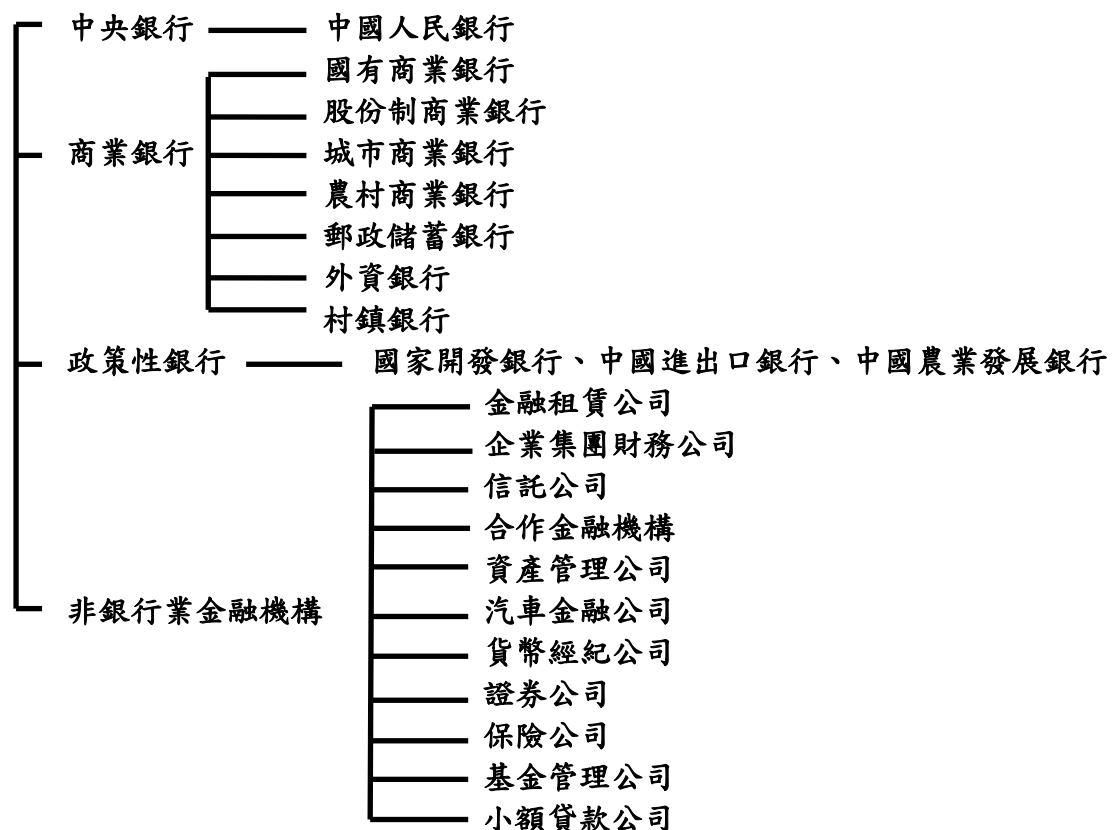 中央銀行 中國人民銀行
國有商業銀行
股份制商業銀行
商業銀行 城市商業銀行
農村商業銀行
郵政儲蓄銀行
外資銀行
村鎮銀行
政策性銀行 國家開發銀行、中國進出口銀行、中國農業發展銀行
金融租賃公司
企業集團財務公司
信託公司
合作金融機構
資產管理公司
非銀行業金融機構 汽車金融公司
貨幣經紀公司
證券公司
保險公司
基金管理公司
小額貸款公司